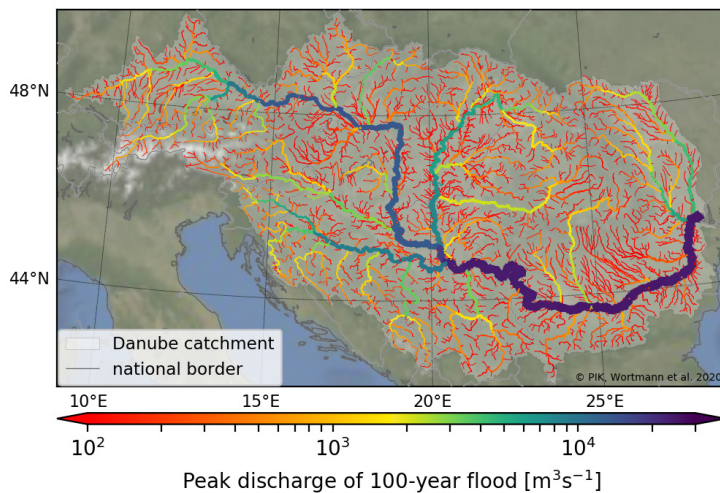 48°N
44°N
Danube catchment
national border
© PIK, Wortmann et al. 2020
10°E 15°E 20°E 25°E
10² 10³ 10⁴
Peak discharge of 100-year flood [m³s⁻¹]